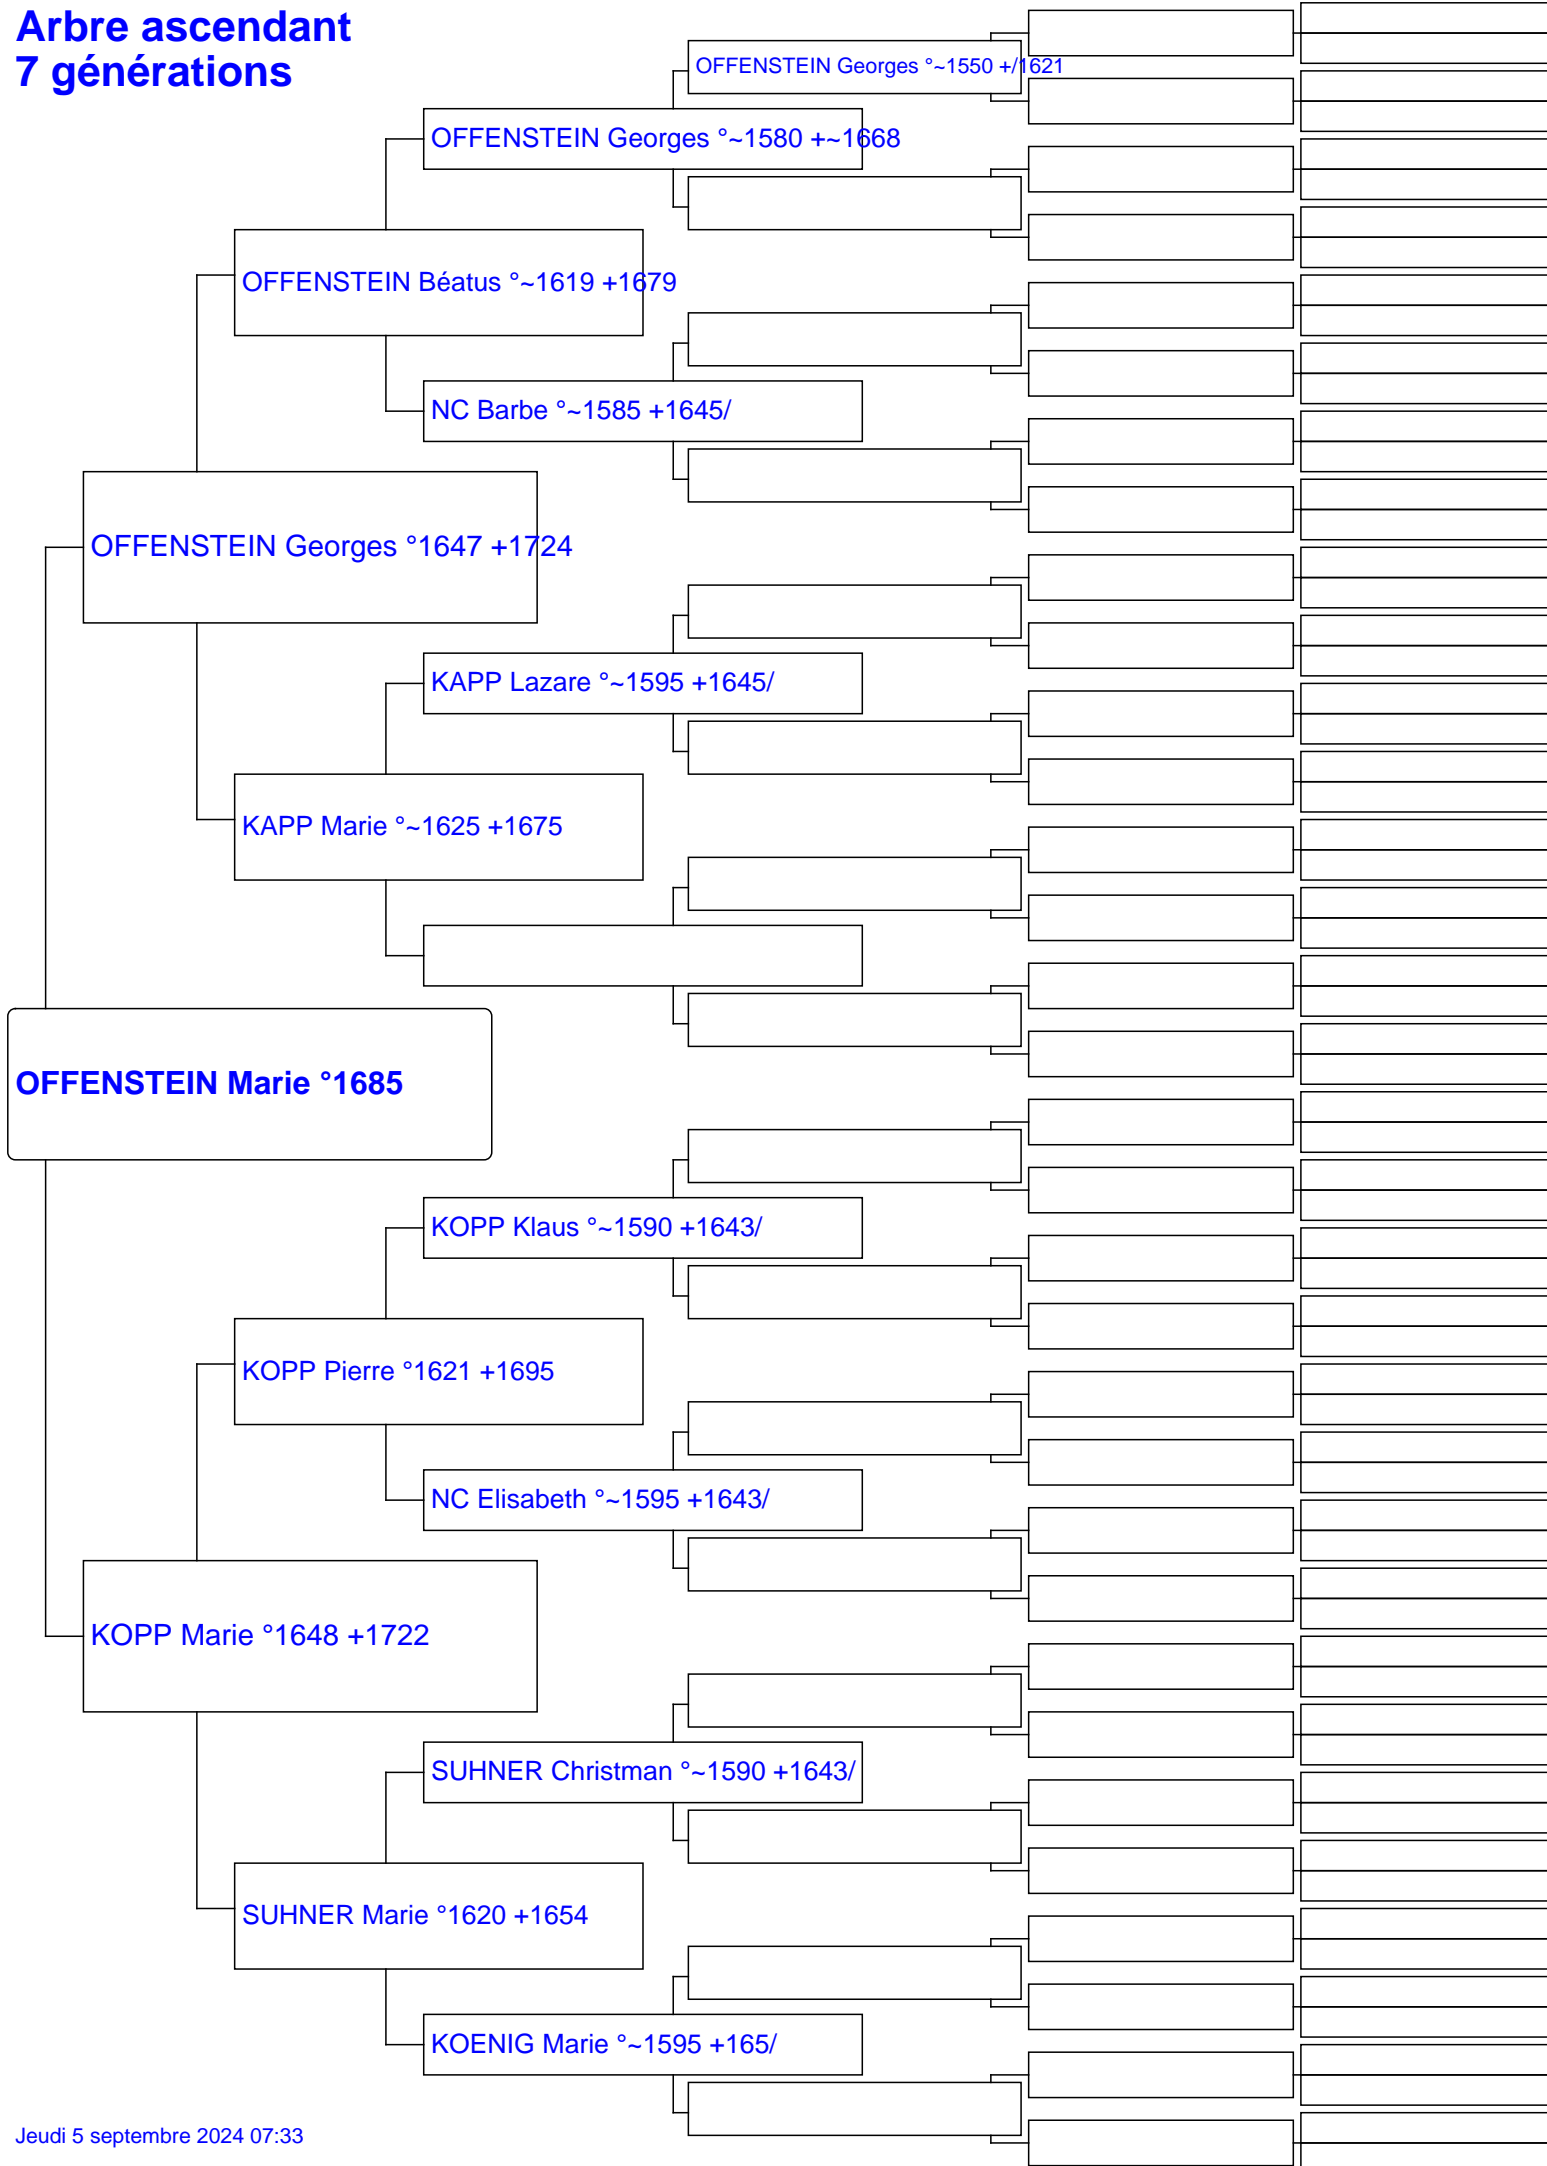 Arbre ascendant
7 générations
OFFENSTEIN Georges °~1550 +/1621
OFFENSTEIN Georges °~1580 +~1668
OFFENSTEIN Béatus °~1619 +1679
NC Barbe °~1585 +1645/
OFFENSTEIN Georges °1647 +1724
KAPP Lazare °~1595 +1645/
KAPP Marie °~1625 +1675
OFFENSTEIN Marie °1685
KOPP Klaus °~1590 +1643/
KOPP Pierre °1621 +1695
NC Elisabeth °~1595 +1643/
KOPP Marie °1648 +1722
SUHNER Christman °~1590 +1643/
SUHNER Marie °1620 +1654
KOENIG Marie °~1595 +165/
Jeudi 5 septembre 2024 07:33